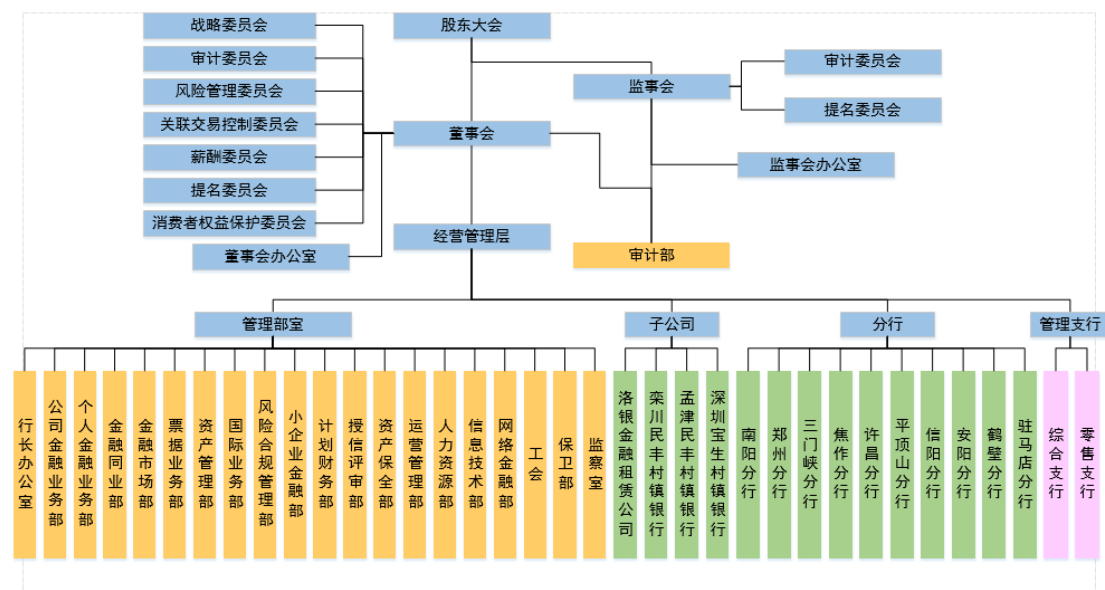 战略委员会
股东大会
审计委员会
审计委员会
风险管理委员会
监事会
提名委员会
关联交易控制委员会
董事会
薪酬委员会
监事会办公室
提名委员会
消费者权益保护委员会
经营管理层
董事会办公室
审计部
管理部室
子公司
分行
管理支行
行长办公室
公司金融业务部
个人金融业务部
金融同业部
金融市场部
票据业务部
资产管理部
国际业务部
风险合规管理部
小企业金融部
计划财务部
授信评审部
资产保全部
运营管理部
人力资源部
信息技术部
网络金融部
工会
保卫部
监察室
洛银金融租赁公司
栾川民丰村镇银行
孟津民丰村镇银行
深圳宝生村镇银行
南阳分行
郑州分行
三门峡分行
焦作分行
许昌分行
平顶山分行
信阳分行
安阳分行
鹤壁分行
驻马店分行
综合支行
零售支行